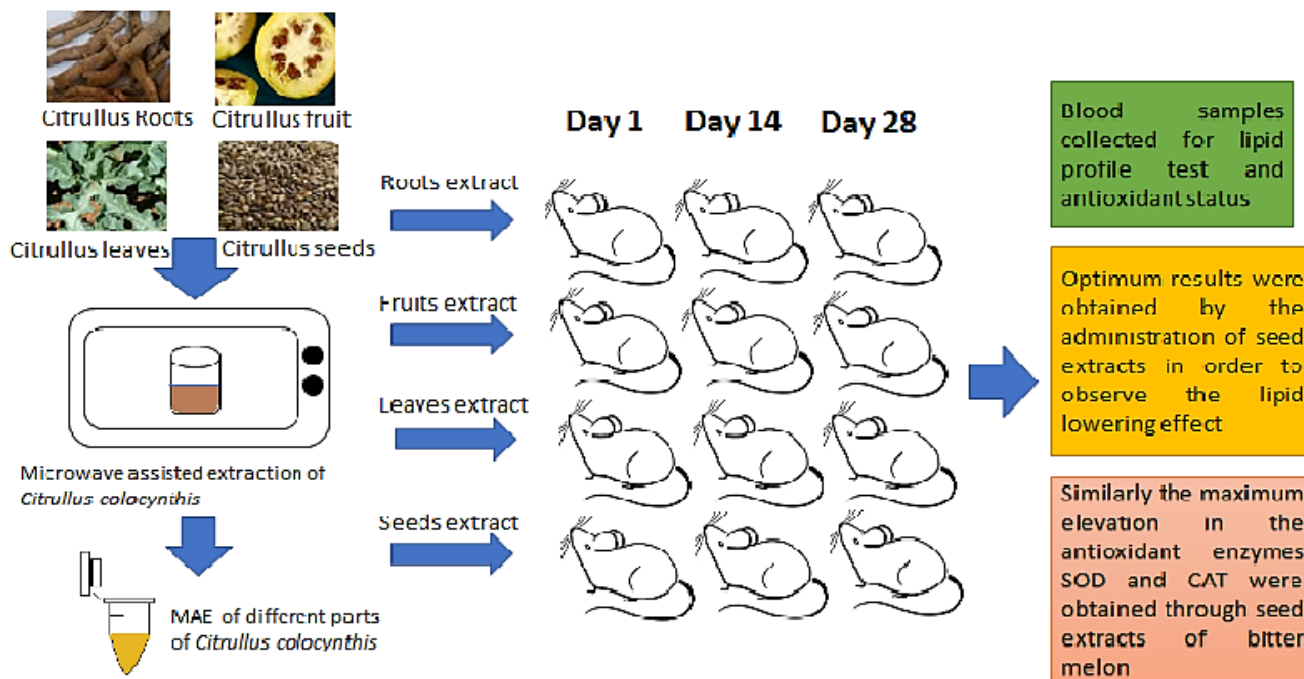 Citrullus Roots
Citrullus fruit
Citrullus leaves
Citrullus seeds
Microwave assisted extraction of
Citrullus colocynthis
MAE of different parts
of Citrullus colocynthis
Roots extract
Fruits extract
Leaves extract
Seeds extract
Day 1
Day 14
Day 28
Blood samples
collected for lipid
profile test and
antioxidant status
Optimum results were
obtained by the
administration of seed
extracts in order to
observe the lipid
lowering effect
Similarly the maximum
elevation in the
antioxidant enzymes
SOD and CAT were
obtained through seed
extracts of bitter
melon